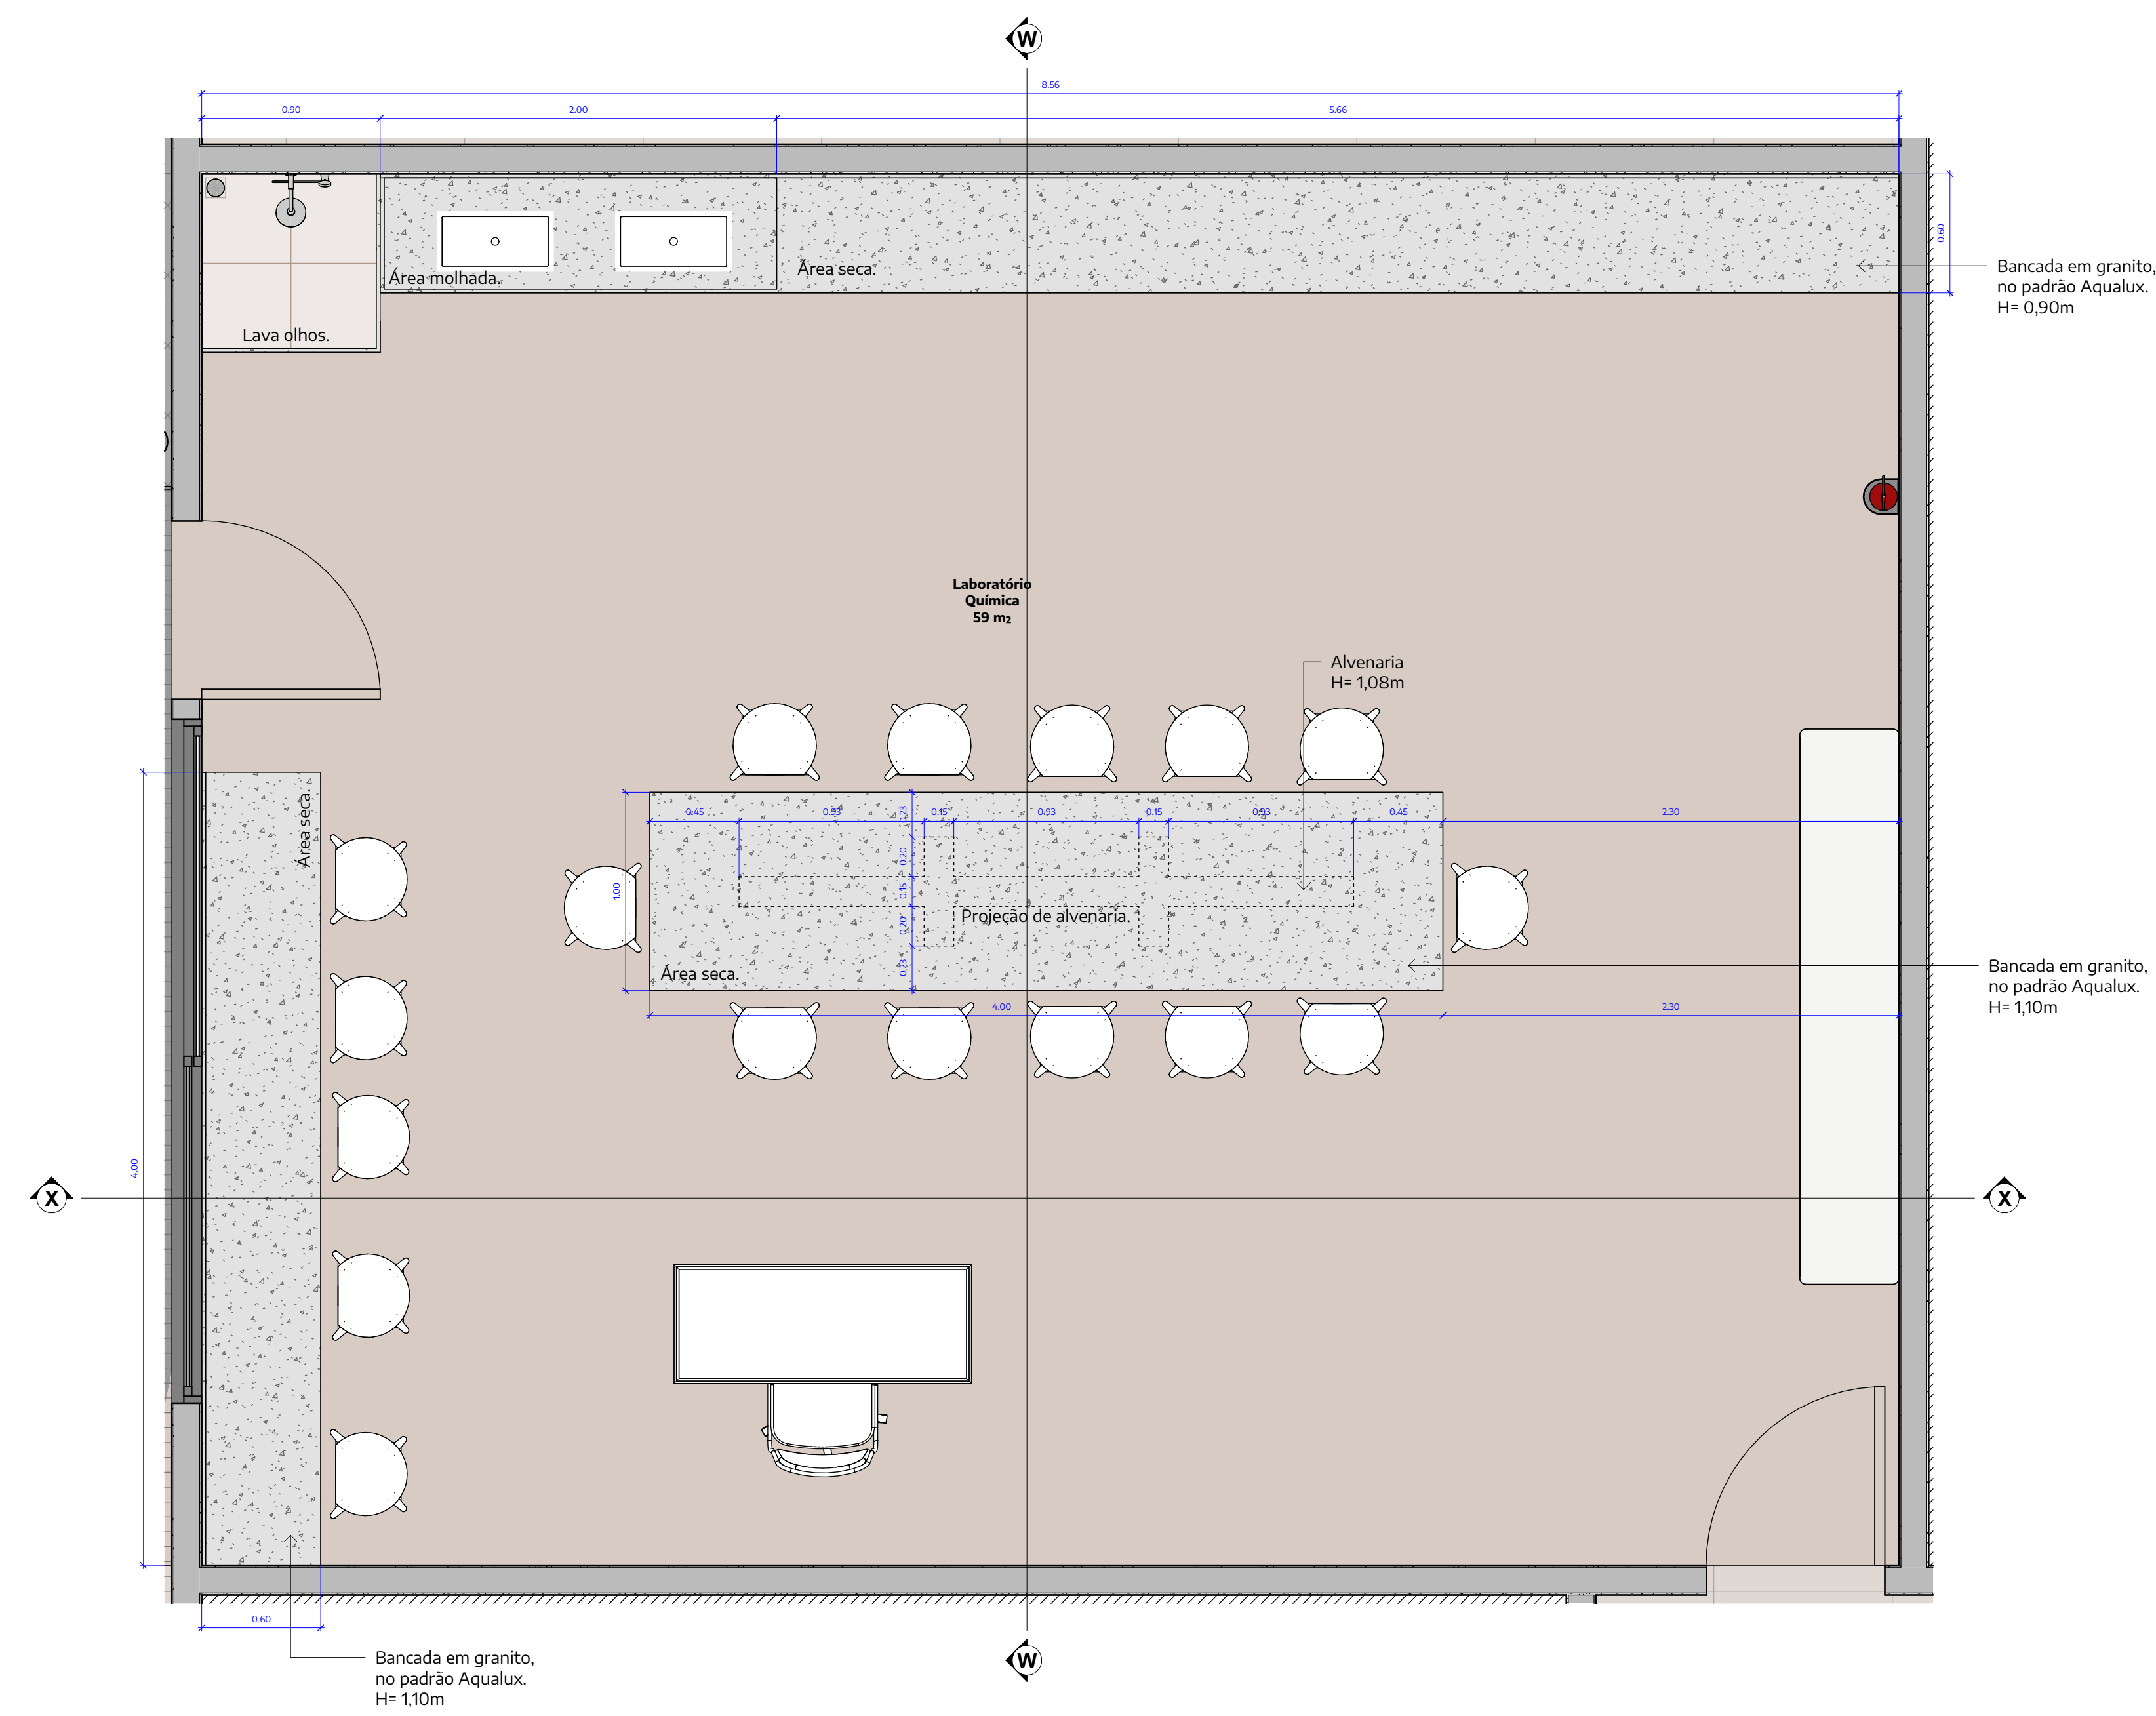 W
8.56
0.90
2.00
5.66
0.60
Área molhada.
Área seca.
Bancada em granito,
no padrão Aqualux.
H= 0,90m
Lava olhos.
Laboratório
Química
59 m2
Alvenaria
H= 1,08m
Área seca.
0.45
0.93
0.23
0.15
0.93
0.15
0.93
0.45
2.30
0.20
1.00
0.15
0.20
Projeção de alvenaria.
0.23
Área seca.
Bancada em granito,
no padrão Aqualux.
H= 1,10m
4.00
2.30
4.00
X
X
0.60
Bancada em granito,
no padrão Aqualux.
H= 1,10m
W